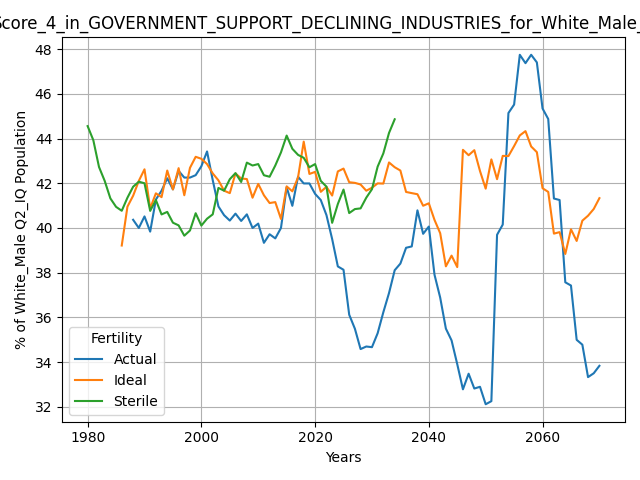 Score_4_in_GOVERNMENT_SUPPORT_DECLINING_INDUSTRIES_for_White_Male_
48
46
44
42
40
38
36
34
32
% of White_Male Q2_IQ Population
Fertility
Actual
Ideal
Sterile
1980
2000
2020
2040
2060
Years